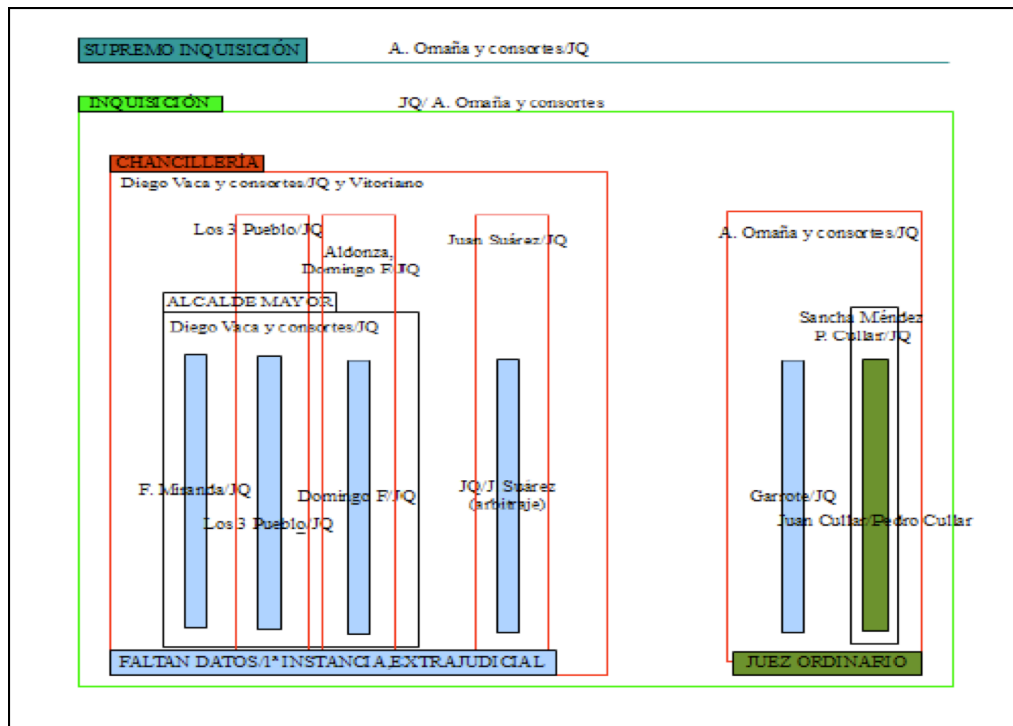 SUPREMO INQUISICIÓN
A.. Omaña y consortes/JQ
INQUISICIÓN
JQ/ A. Omaña y consortes
CHANCILLERÍA
Diego Vaca y consortes/JQ y Vitoriano
Los 3 Pueblo/JQ
Aldonza,
Domingo F/JQ
Juan Suárez/JQ
A. Omaña y consortes/JQ
ALCALDE MAYOR
Diego Vaca y consortes/JQ
Sancha Méndez
P. Cullar/JQ
F. Miranda/JQ
Los 3 Pueblo/JQ
Domingo F/JQ
JQ/J. Suárez
(arbitraje)
Garrote/JQ
Juan Cullar/Pedro Cullar
FALTAN DATOS/1ª INSTANCIA,EXTRAJUDICIAL
JUEZ ORDINARIO